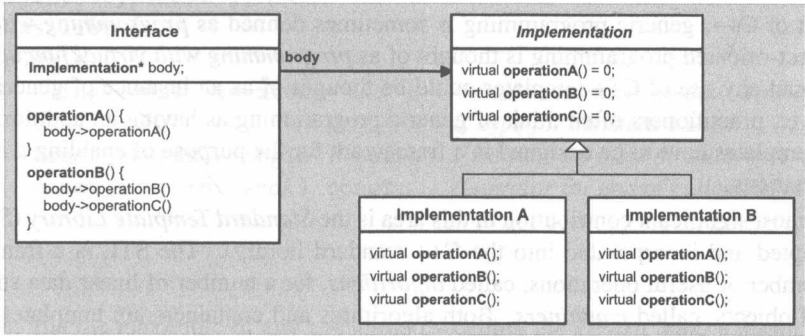 Interface
Implementation* body;
operationA() {
body->operationA()
}
operationB() {
body->operationB()
body->operationC()
}
body
Implementation
virtual operationA() = 0;
virtual operationB() = 0;
virtual operationC() = 0;
Implementation A
virtual operationA();
virtual operationB();
virtual operationC();
Implementation B
virtual operationA();
virtual operationB();
virtual operationC();